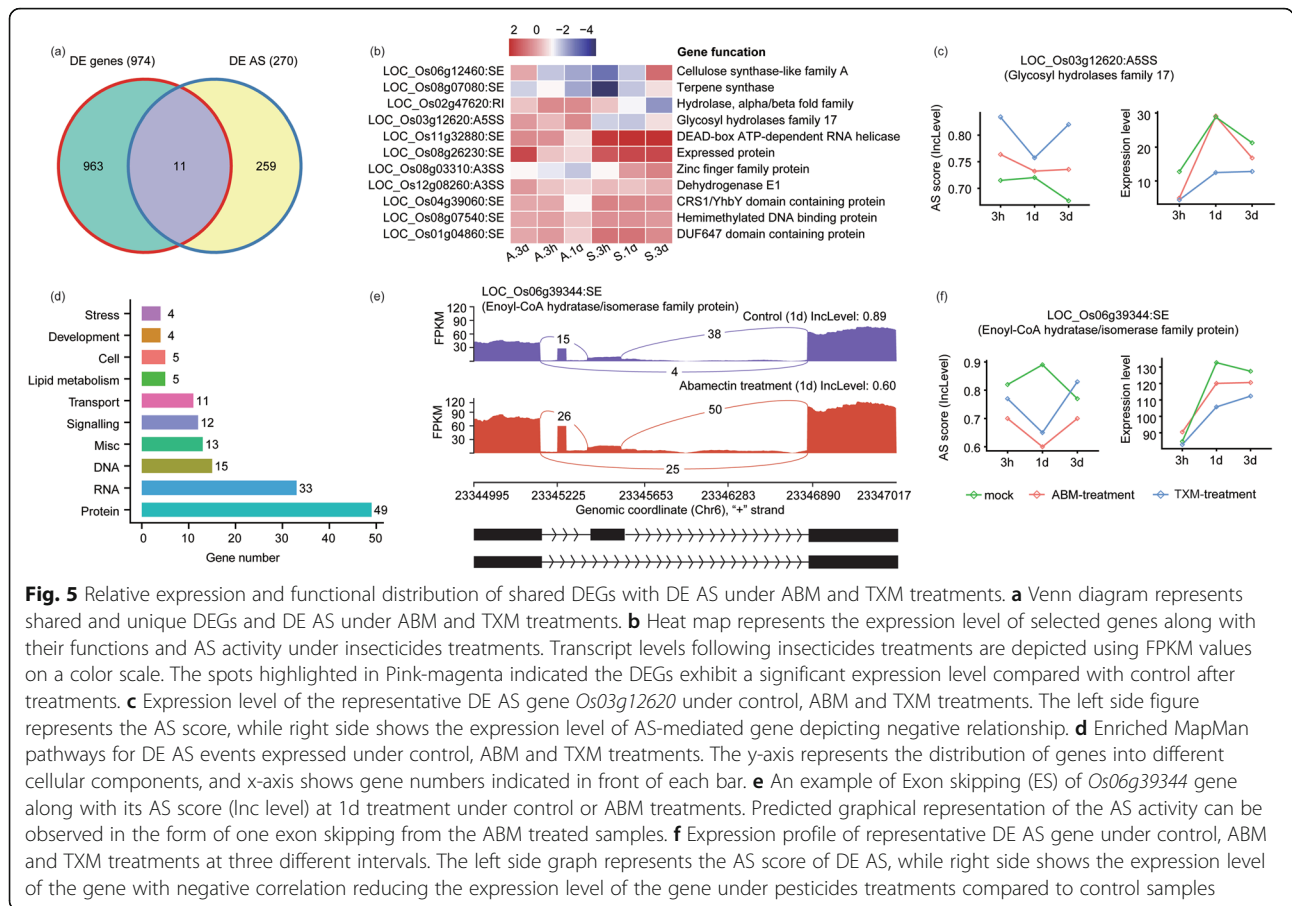 (a)
DE genes (974)
DE AS (270)
963
11
259
(b)
2 0 −2 −4
Gene funcation
LOC_Os06g12460:SE Cellulose synthase-like family A
LOC_Os08g07080:SE Terpene synthase
LOC_Os02g47620:RI Hydrolase, alpha/beta fold family
LOC_Os03g12620:A5SS Glycosyl hydrolases family 17
LOC_Os11g32880:SE DEAD-box ATP-dependent RNA helicase
LOC_Os08g26230:SE Expressed protein
LOC_Os08g03310:A3SS Zinc finger family protein
LOC_Os12g08260:A3SS Dehydrogenase E1
LOC_Os04g39060:SE CRS1/YhbY domain containing protein
LOC_Os08g07540:SE Hemimethylated DNA binding protein
LOC_Os01g04860:SE DUF647 domain containing protein
A.3d A.3h A.1d S.3h S.1d S.3d
(c)
LOC_Os03g12620:A5SS
(Glycosyl hydrolases family 17)
AS score (IncLevel)
0.80
0.75
0.70
3h 1d 3d
Expression level
30
20
10
3h 1d 3d
(d)
Stress 4
Development 4
Cell 5
Lipid metabolism 5
Transport 11
Signalling 12
Misc 13
DNA 15
RNA 33
Protein 49
0 10 20 30 40 50
Gene number
(e)
LOC_Os06g39344:SE
(Enoyl-CoA hydratase/isomerase family protein)
Control (1d) IncLevel: 0.89
FPKM
120
90
60
30
15
38
4
Abamectin treatment (1d) IncLevel: 0.60
FPKM
120
90
60
30
26
50
25
23344995 23345225 23345653 23346283 23346890 23347017
Genomic coordinate (Chr6), "+" strand
(f)
LOC_Os06g39344:SE
(Enoyl-CoA hydratase/isomerase family protein)
AS score (IncLevel)
0.9
0.8
0.7
0.6
3h 1d 3d
Expression level
130
120
110
100
90
3h 1d 3d
mock ABM-treatment TXM-treatment
Fig. 5 Relative expression and functional distribution of shared DEGs with DE AS under ABM and TXM treatments. a Venn diagram represents
shared and unique DEGs and DE AS under ABM and TXM treatments. b Heat map represents the expression level of selected genes along with
their functions and AS activity under insecticides treatments. Transcript levels following insecticides treatments are depicted using FPKM values
on a color scale. The spots highlighted in Pink-magenta indicated the DEGs exhibit a significant expression level compared with control after
treatments. c Expression level of the representative DE AS gene Os03g12620 under control, ABM and TXM treatments. The left side figure
represents the AS score, while right side shows the expression level of AS-mediated gene depicting negative relationship. d Enriched MapMan
pathways for DE AS events expressed under control, ABM and TXM treatments. The y-axis represents the distribution of genes into different
cellular components, and x-axis shows gene numbers indicated in front of each bar. e An example of Exon skipping (ES) of Os06g39344 gene
along with its AS score (Inc level) at 1d treatment under control or ABM treatments. Predicted graphical representation of the AS activity can be
observed in the form of one exon skipping from the ABM treated samples. f Expression profile of representative DE AS gene under control, ABM
and TXM treatments at three different intervals. The left side graph represents the AS score of DE AS, while right side shows the expression level
of the gene with negative correlation reducing the expression level of the gene under pesticides treatments compared to control samples